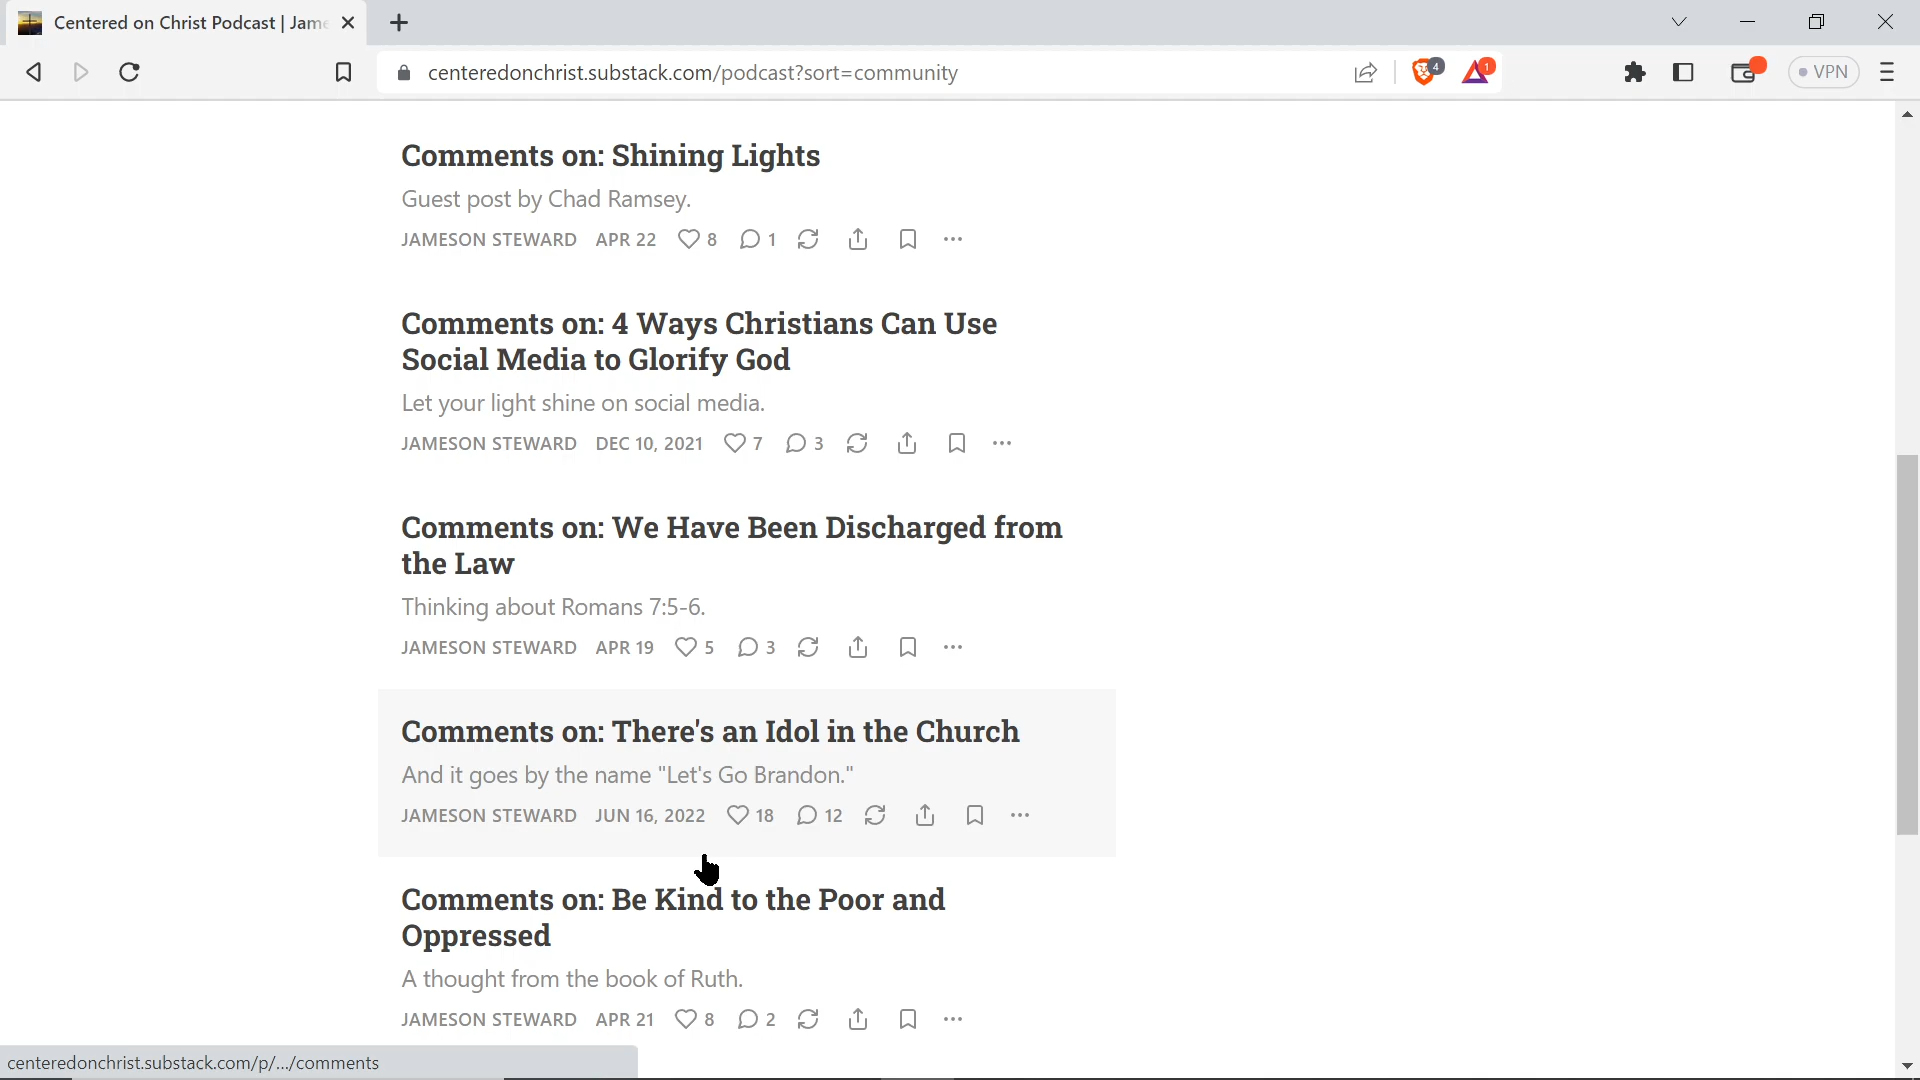 Centered on Christ Podcast | Jame
centeredonchrist.substack.com/podcast?sort=community
4
1
VPN
Comments on: Shining Lights
Guest post by Chad Ramsey.
JAMESON STEWARD APR 22 8 1
Comments on: 4 Ways Christians Can Use
Social Media to Glorify God
Let your light shine on social media.
JAMESON STEWARD DEC 10, 2021 7 3
Comments on: We Have Been Discharged from
the Law
Thinking about Romans 7:5-6.
JAMESON STEWARD APR 19 5 3
Comments on: There's an Idol in the Church
And it goes by the name "Let's Go Brandon."
JAMESON STEWARD JUN 16, 2022 18 12
Comments on: Be Kind to the Poor and
Oppressed
A thought from the book of Ruth.
JAMESON STEWARD APR 21 8 2
centeredonchrist.substack.com/p/.../comments